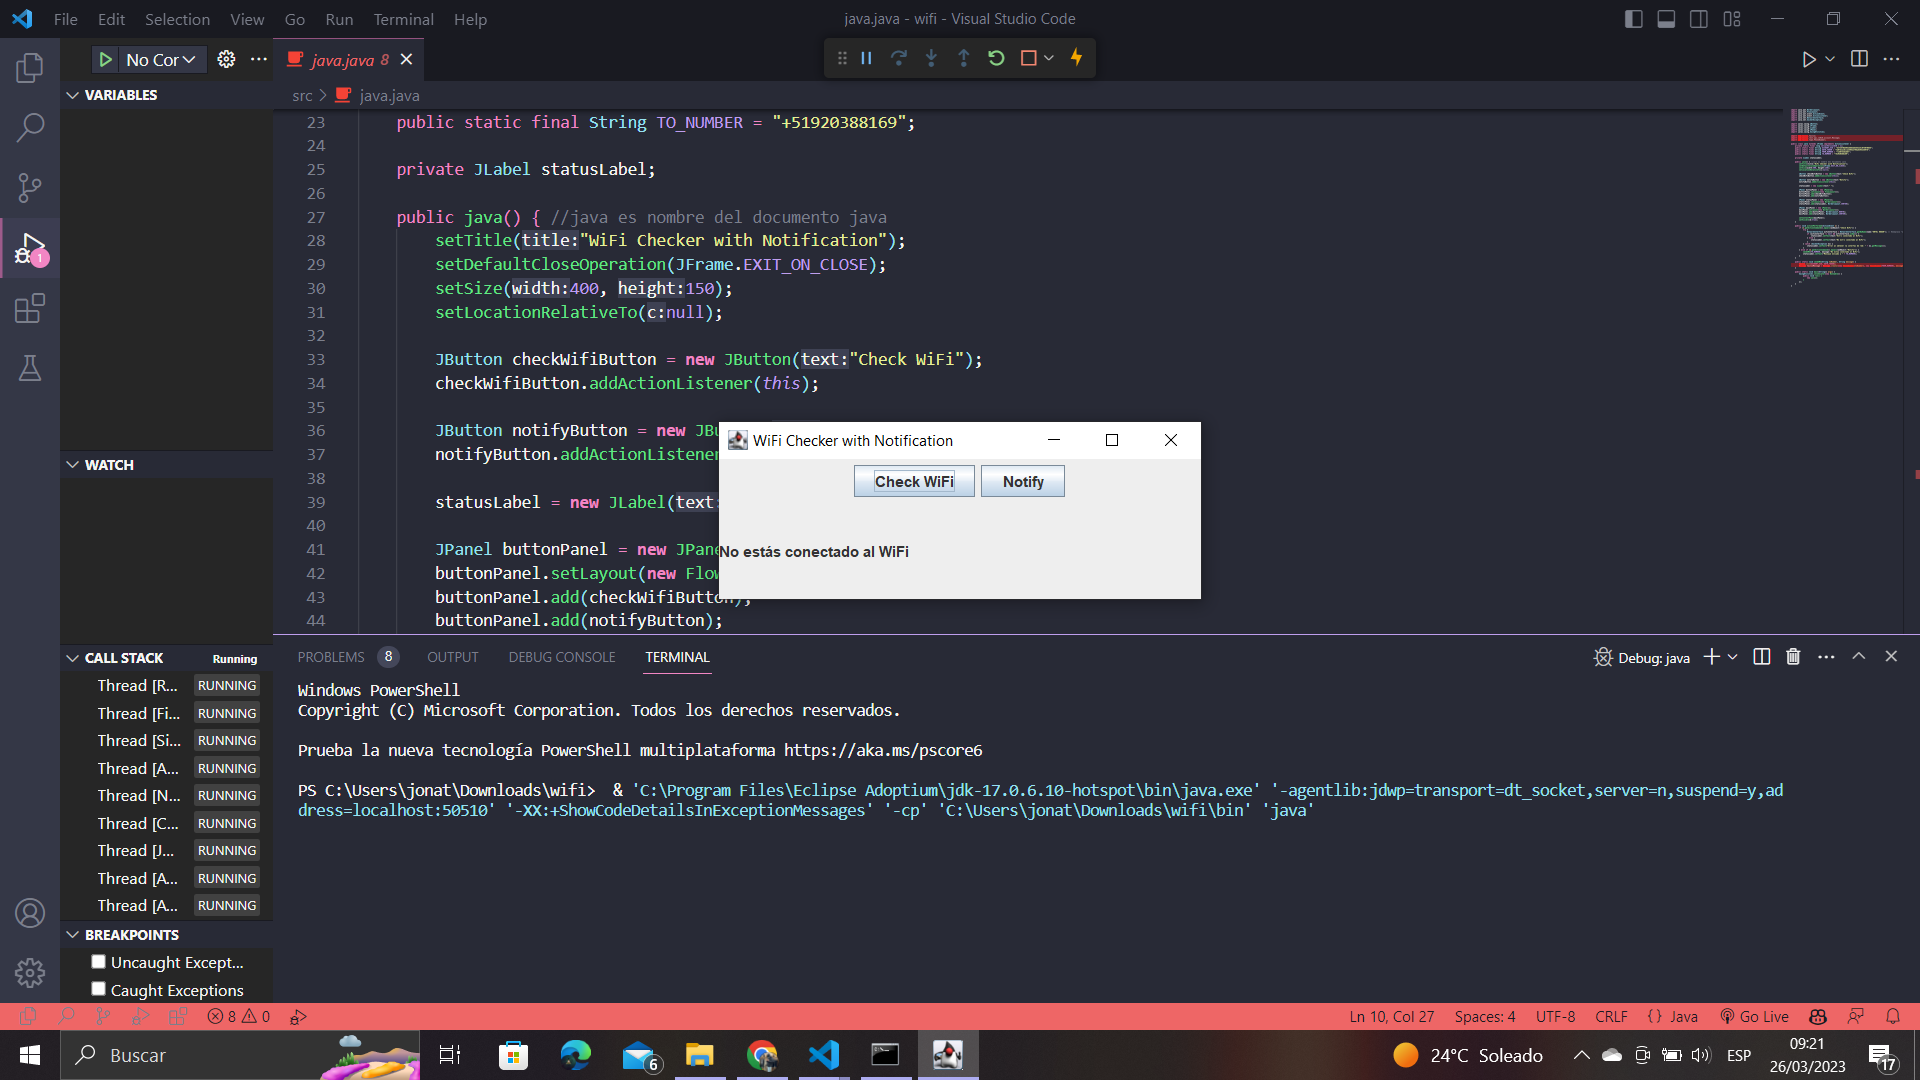 File Edit Selection View Go Run Terminal Help
java.java - wifi - Visual Studio Code
No Cor
java.java 8
VARIABLES
src > java.java
23 public static final String TO_NUMBER = "+51920388169";
24
25 private JLabel statusLabel;
26
27 public java() { //java es nombre del documento java
28 setTitle(title:"WiFi Checker with Notification");
29 setDefaultCloseOperation(JFrame.EXIT_ON_CLOSE);
30 setSize(width:400, height:150);
31 setLocationRelativeTo(c:null);
32
33 JButton checkWifiButton = new JButton(text:"Check WiFi");
34 checkWifiButton.addActionListener(this);
35
36 JButton notifyButton = new JBu
37 notifyButton.addActionListener
38
39 statusLabel = new JLabel(text:
40
41 JPanel buttonPanel = new JPane
42 buttonPanel.setLayout(new Flow
43 buttonPanel.add(checkWifiButton);
44 buttonPanel.add(notifyButton);
WiFi Checker with Notification
Check WiFi
Notify
No estás conectado al WiFi
WATCH
CALL STACK Running
Thread [R... RUNNING
Thread [Fi... RUNNING
Thread [Si... RUNNING
Thread [A... RUNNING
Thread [N... RUNNING
Thread [C... RUNNING
Thread [J... RUNNING
Thread [A... RUNNING
Thread [A... RUNNING
BREAKPOINTS
Uncaught Except...
Caught Exceptions
PROBLEMS 8 OUTPUT DEBUG CONSOLE TERMINAL
Debug: java
Windows PowerShell
Copyright (C) Microsoft Corporation. Todos los derechos reservados.
Prueba la nueva tecnología PowerShell multiplataforma https://aka.ms/pscore6
PS C:\Users\jonat\Downloads\wifi> & 'C:\Program Files\Eclipse Adoptium\jdk-17.0.6.10-hotspot\bin\java.exe' '-agentlib:jdwp=transport=dt_socket,server=n,suspend=y,ad
dress=localhost:50510' '-XX:+ShowCodeDetailsInExceptionMessages' '-cp' 'C:\Users\jonat\Downloads\wifi\bin' 'java'
1
8 0
Ln 10, Col 27 Spaces: 4 UTF-8 CRLF {} Java Go Live
Buscar
6
24°C Soleado
ESP
09:21
26/03/2023
17